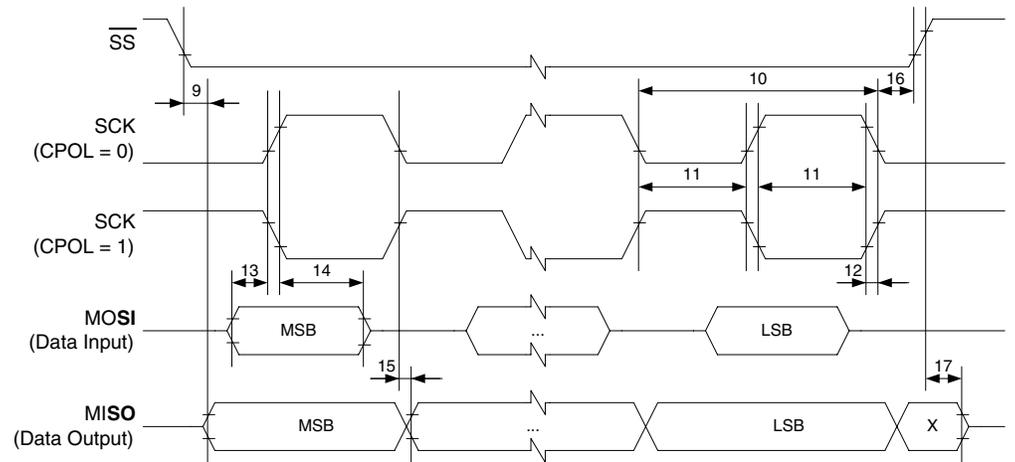 SS
9
10
16
SCK
(CPOL = 0)
11
11
SCK
(CPOL = 1)
13
14
12
MOSI
(Data Input)
MSB
...
LSB
15
17
MISO
(Data Output)
MSB
...
LSB
X